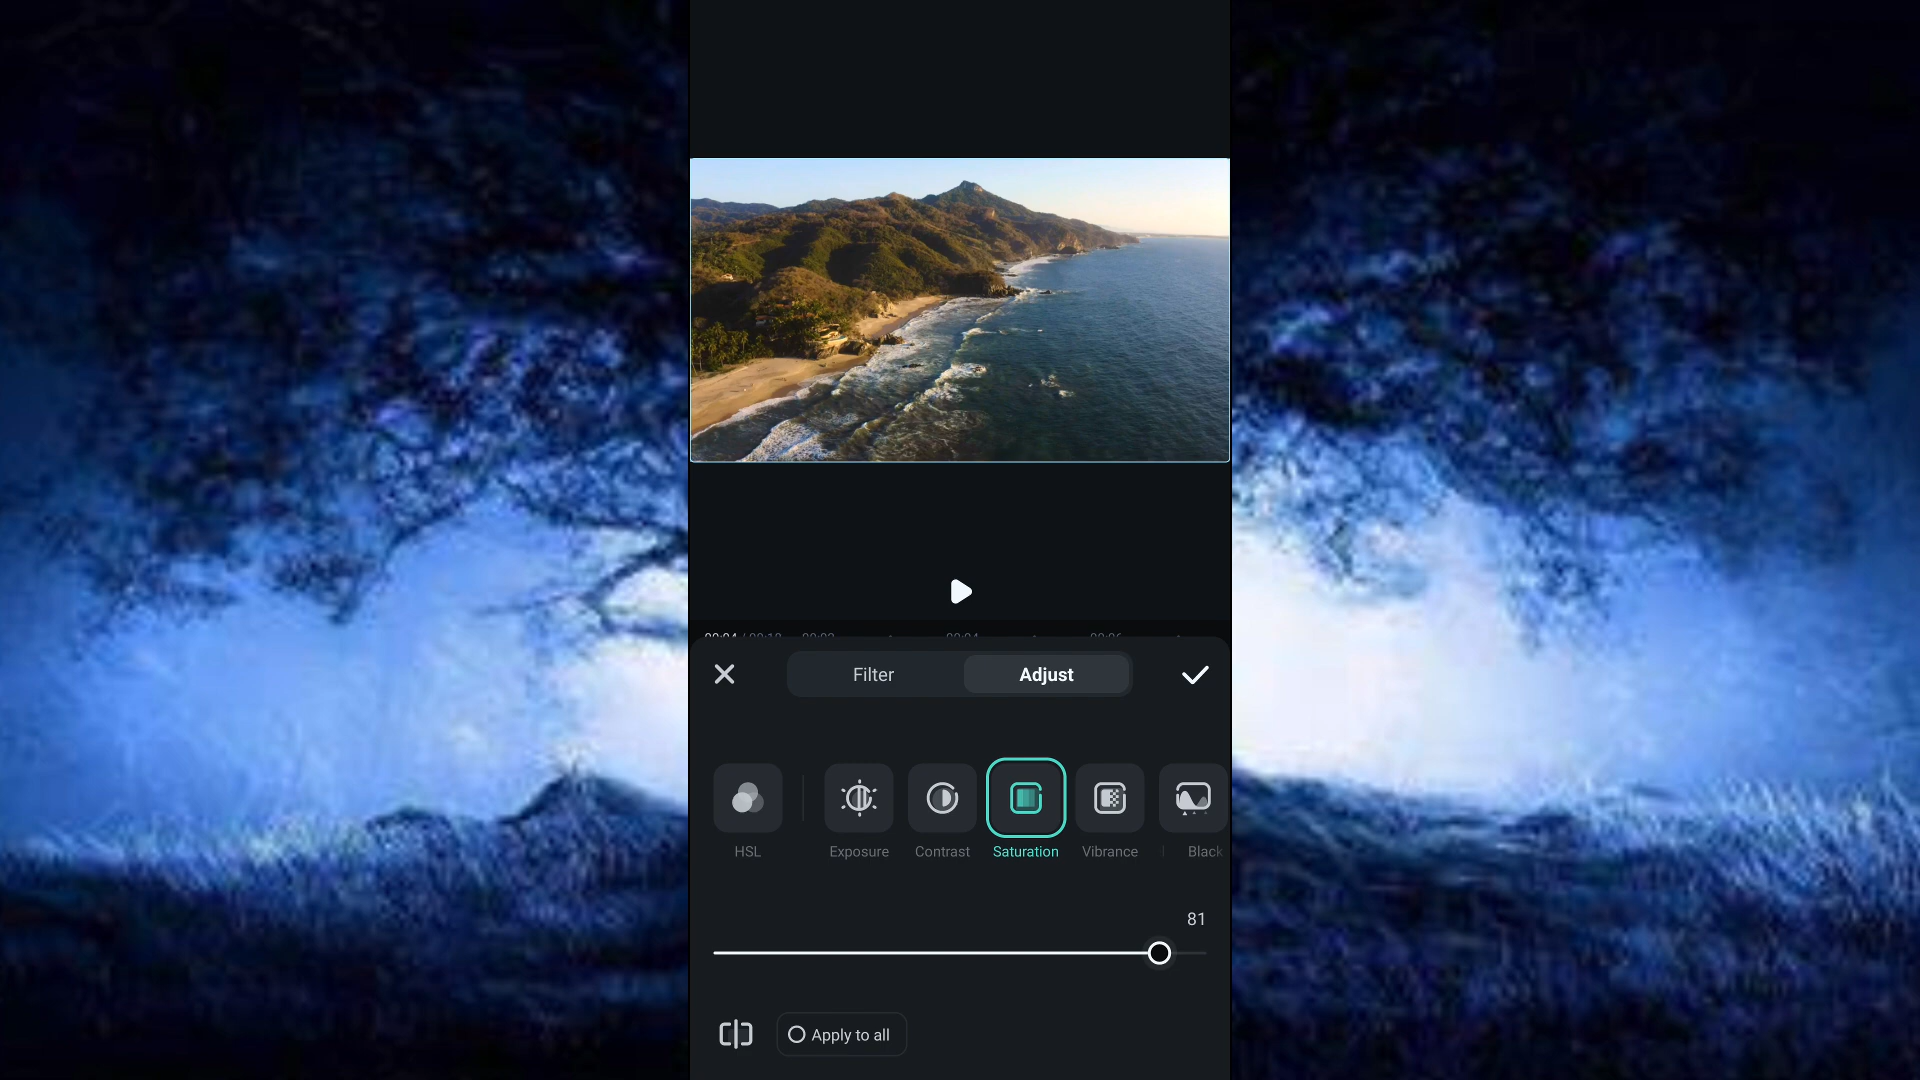 Filter
Adjust
HSL
Exposure
Contrast
Saturation
Vibrance
Black
81
Apply to all